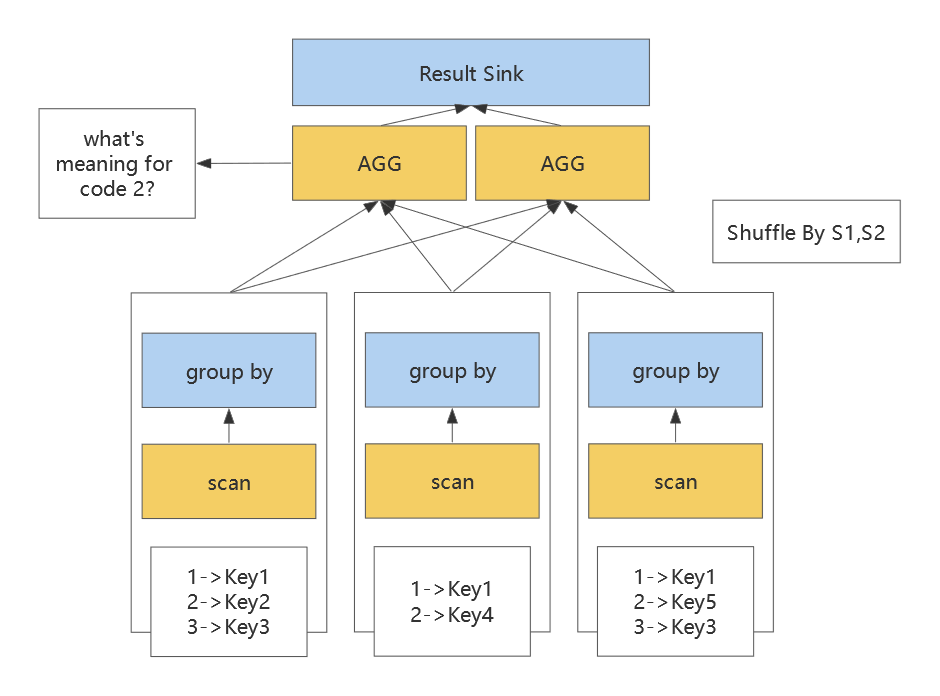 Result Sink
what's
meaning for
code 2?
AGG
AGG
Shuffle By S1,S2
group by
group by
group by
scan
scan
scan
1->Key1
2->Key2
3->Key3
1->Key1
2->Key4
1->Key1
2->Key5
3->Key3